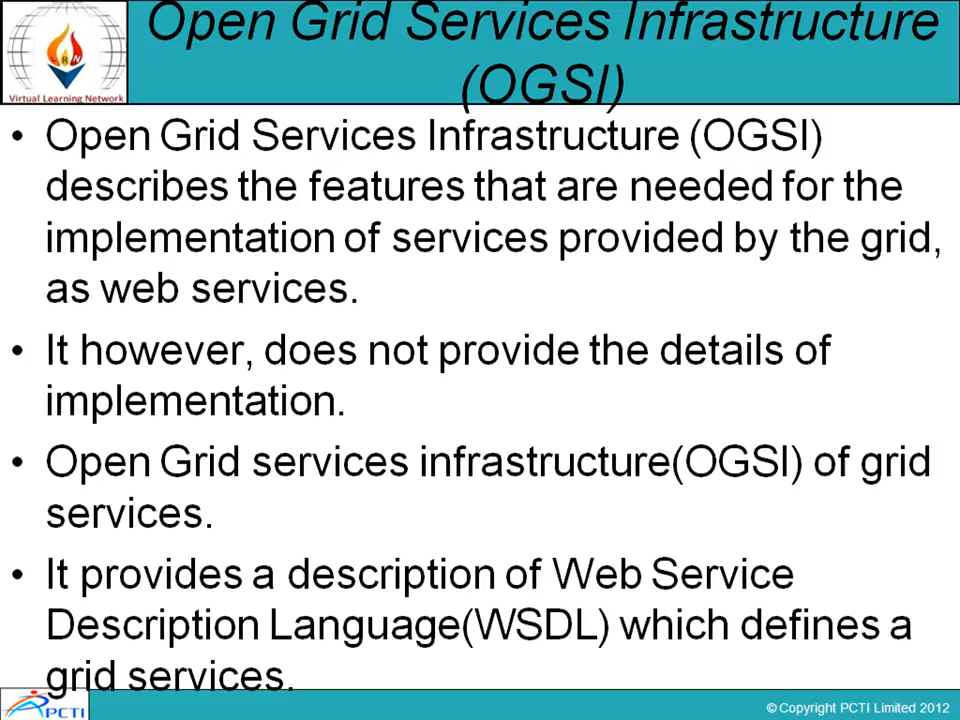 Open Grid Services Infrastructure
(OGSI)
RN
Virtual Learning Network
• Open Grid Services Infrastructure (OGSI)
describes the features that are needed for the
implementation of services provided by the grid,
as web services.
• It however, does not provide the details of
implementation.
• Open Grid services infrastructure(OGSI) of grid
services.
• It provides a description of Web Service
Description Language(WSDL) which defines a
grid services.
PCTI
© Copyright PCTI Limited 2012